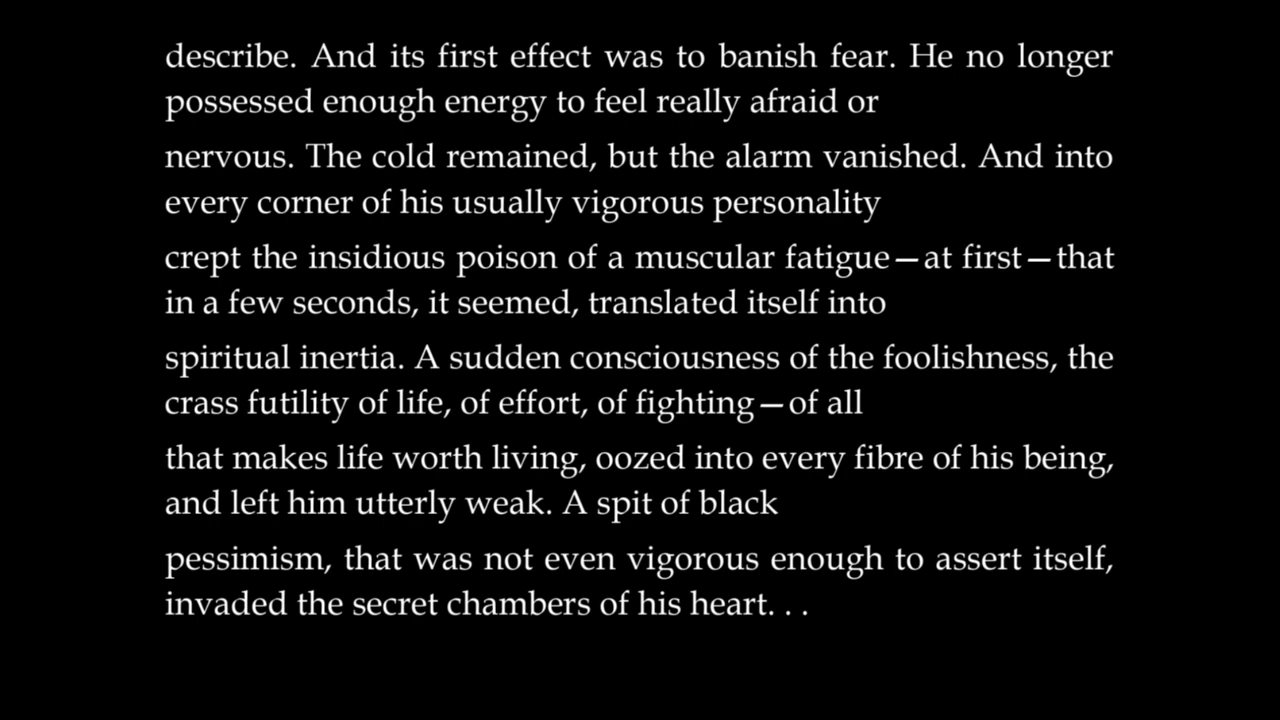 describe. And its first effect was to banish fear. He no longer
possessed enough energy to feel really afraid or
nervous. The cold remained, but the alarm vanished. And into
every corner of his usually vigorous personality
crept the insidious poison of a muscular fatigue—at first—that
in a few seconds, it seemed, translated itself into
spiritual inertia. A sudden consciousness of the foolishness, the
crass futility of life, of effort, of fighting—of all
that makes life worth living, oozed into every fibre of his being,
and left him utterly weak. A spit of black
pessimism, that was not even vigorous enough to assert itself,
invaded the secret chambers of his heart. . .